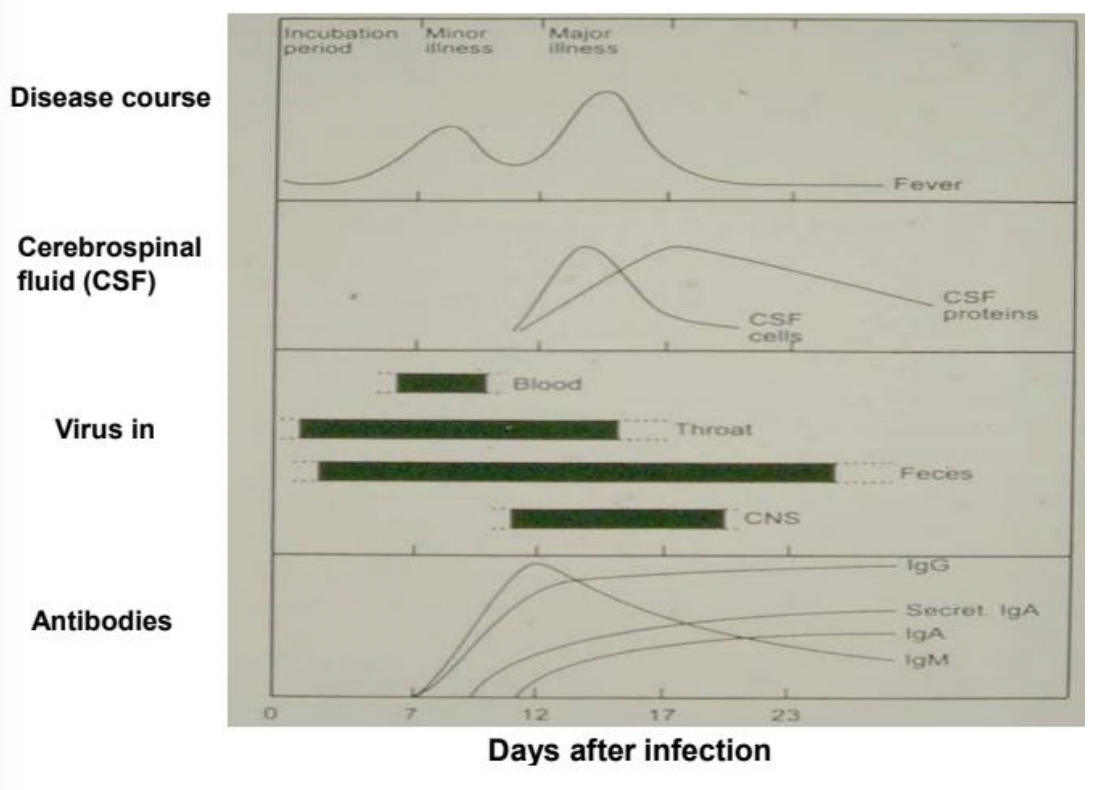 Incubation
period
Minor
illness
Major
illness
Disease course
Fever
Cerebrospinal
fluid (CSF)
CSF
proteins
CSF
cells
Blood
Virus in
Throat
Feces
CNS
IgG
Antibodies
Secret. IgA
IgA
IgM
0 7 12 17 23
Days after infection